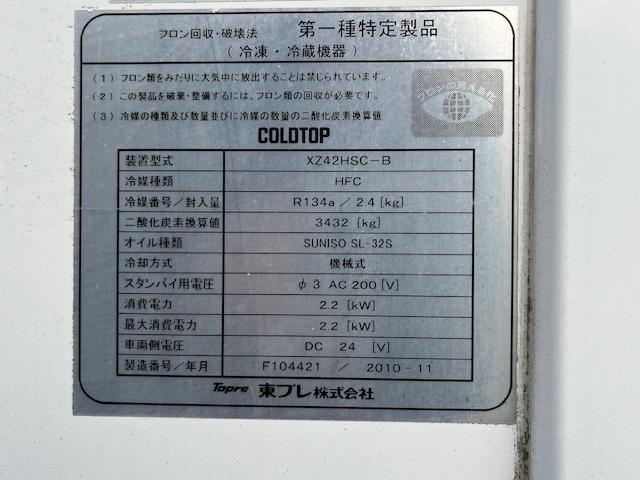 フロン回収・破壊法 第一種特定製品
(冷凍・冷蔵機器)
(1) フロン類をみだりに大気中に放出することは禁じられています。
(2) この製品を破棄・整備するには、フロン類の回収が必要です。
(3) 冷媒の種類及び数量並びに冷媒の数量の二酸化炭素換算値
COLDTOP
装置型式 XZ42HSC-B
冷媒種類 HFC
冷媒番号/封入量 R134a / 2.4 [kg]
二酸化炭素換算値 3432 [kg]
オイル種類 SUNISO SL-32S
冷却方式 機械式
スタンバイ用電圧 φ3 AC 200 [V]
消費電力 2.2 [kW]
最大消費電力 2.2 [kW]
車両側電圧 DC 24 [V]
製造番号/年月 F104421 / 2010-11
Topre 東プレ株式会社